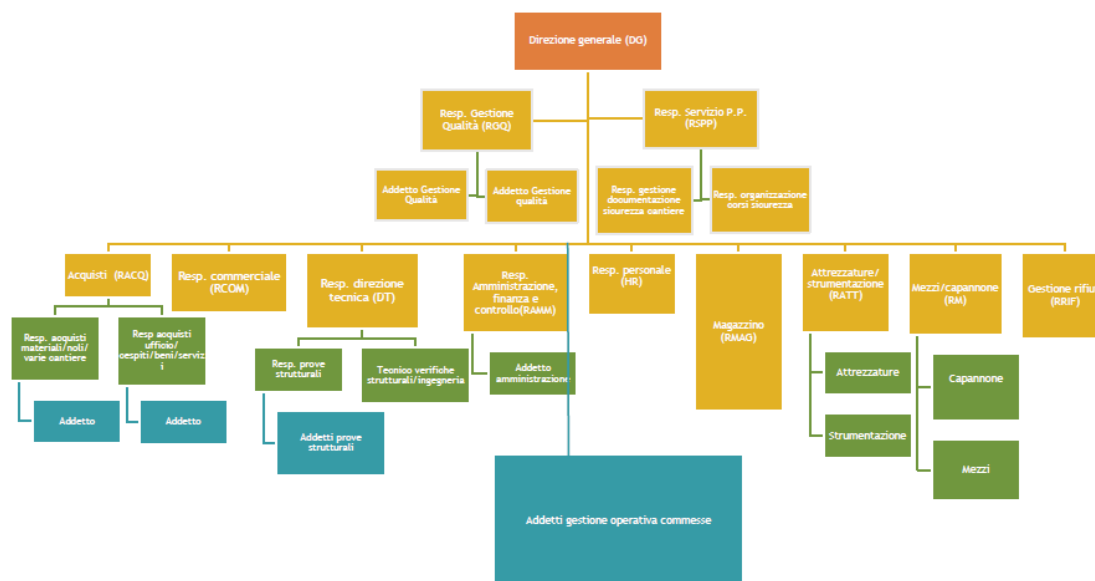 Direzione generale (DG)
Resp. Gestione
Qualità (RGQ)
Resp. Servizio P.P.
(RSPP)
Addetto Gestione
Qualità
Addetto Gestione
qualità
Resp. gestione
documentazione
sicurezza cantiere
Resp. organizzazione
corsi sicurezza
Acquisti (RACQ)
Resp. commerciale
(RCOM)
Resp. direzione
tecnica (DT)
Resp.
Amministrazione,
finanza e
controllo(RAMM)
Resp. personale
(HR)
Magazzino
(RMAG)
Attrezzature/
strumentazione
(RATT)
Mezzi/capannone
(RM)
Gestione rifiu
(RRIF)
Resp. acquisti
materiali/noli/
varie cantiere
Resp acquisti
ufficio/
cespiti/beni/serviz
i
Resp. prove
strutturali
Tecnico verifiche
strutturali/ingegneria
Addetto
amministrazione
Attrezzature
Capannone
Addetto
Addetto
Addetti prove
strutturali
Strumentazione
Mezzi
Addetti gestione operativa commesse